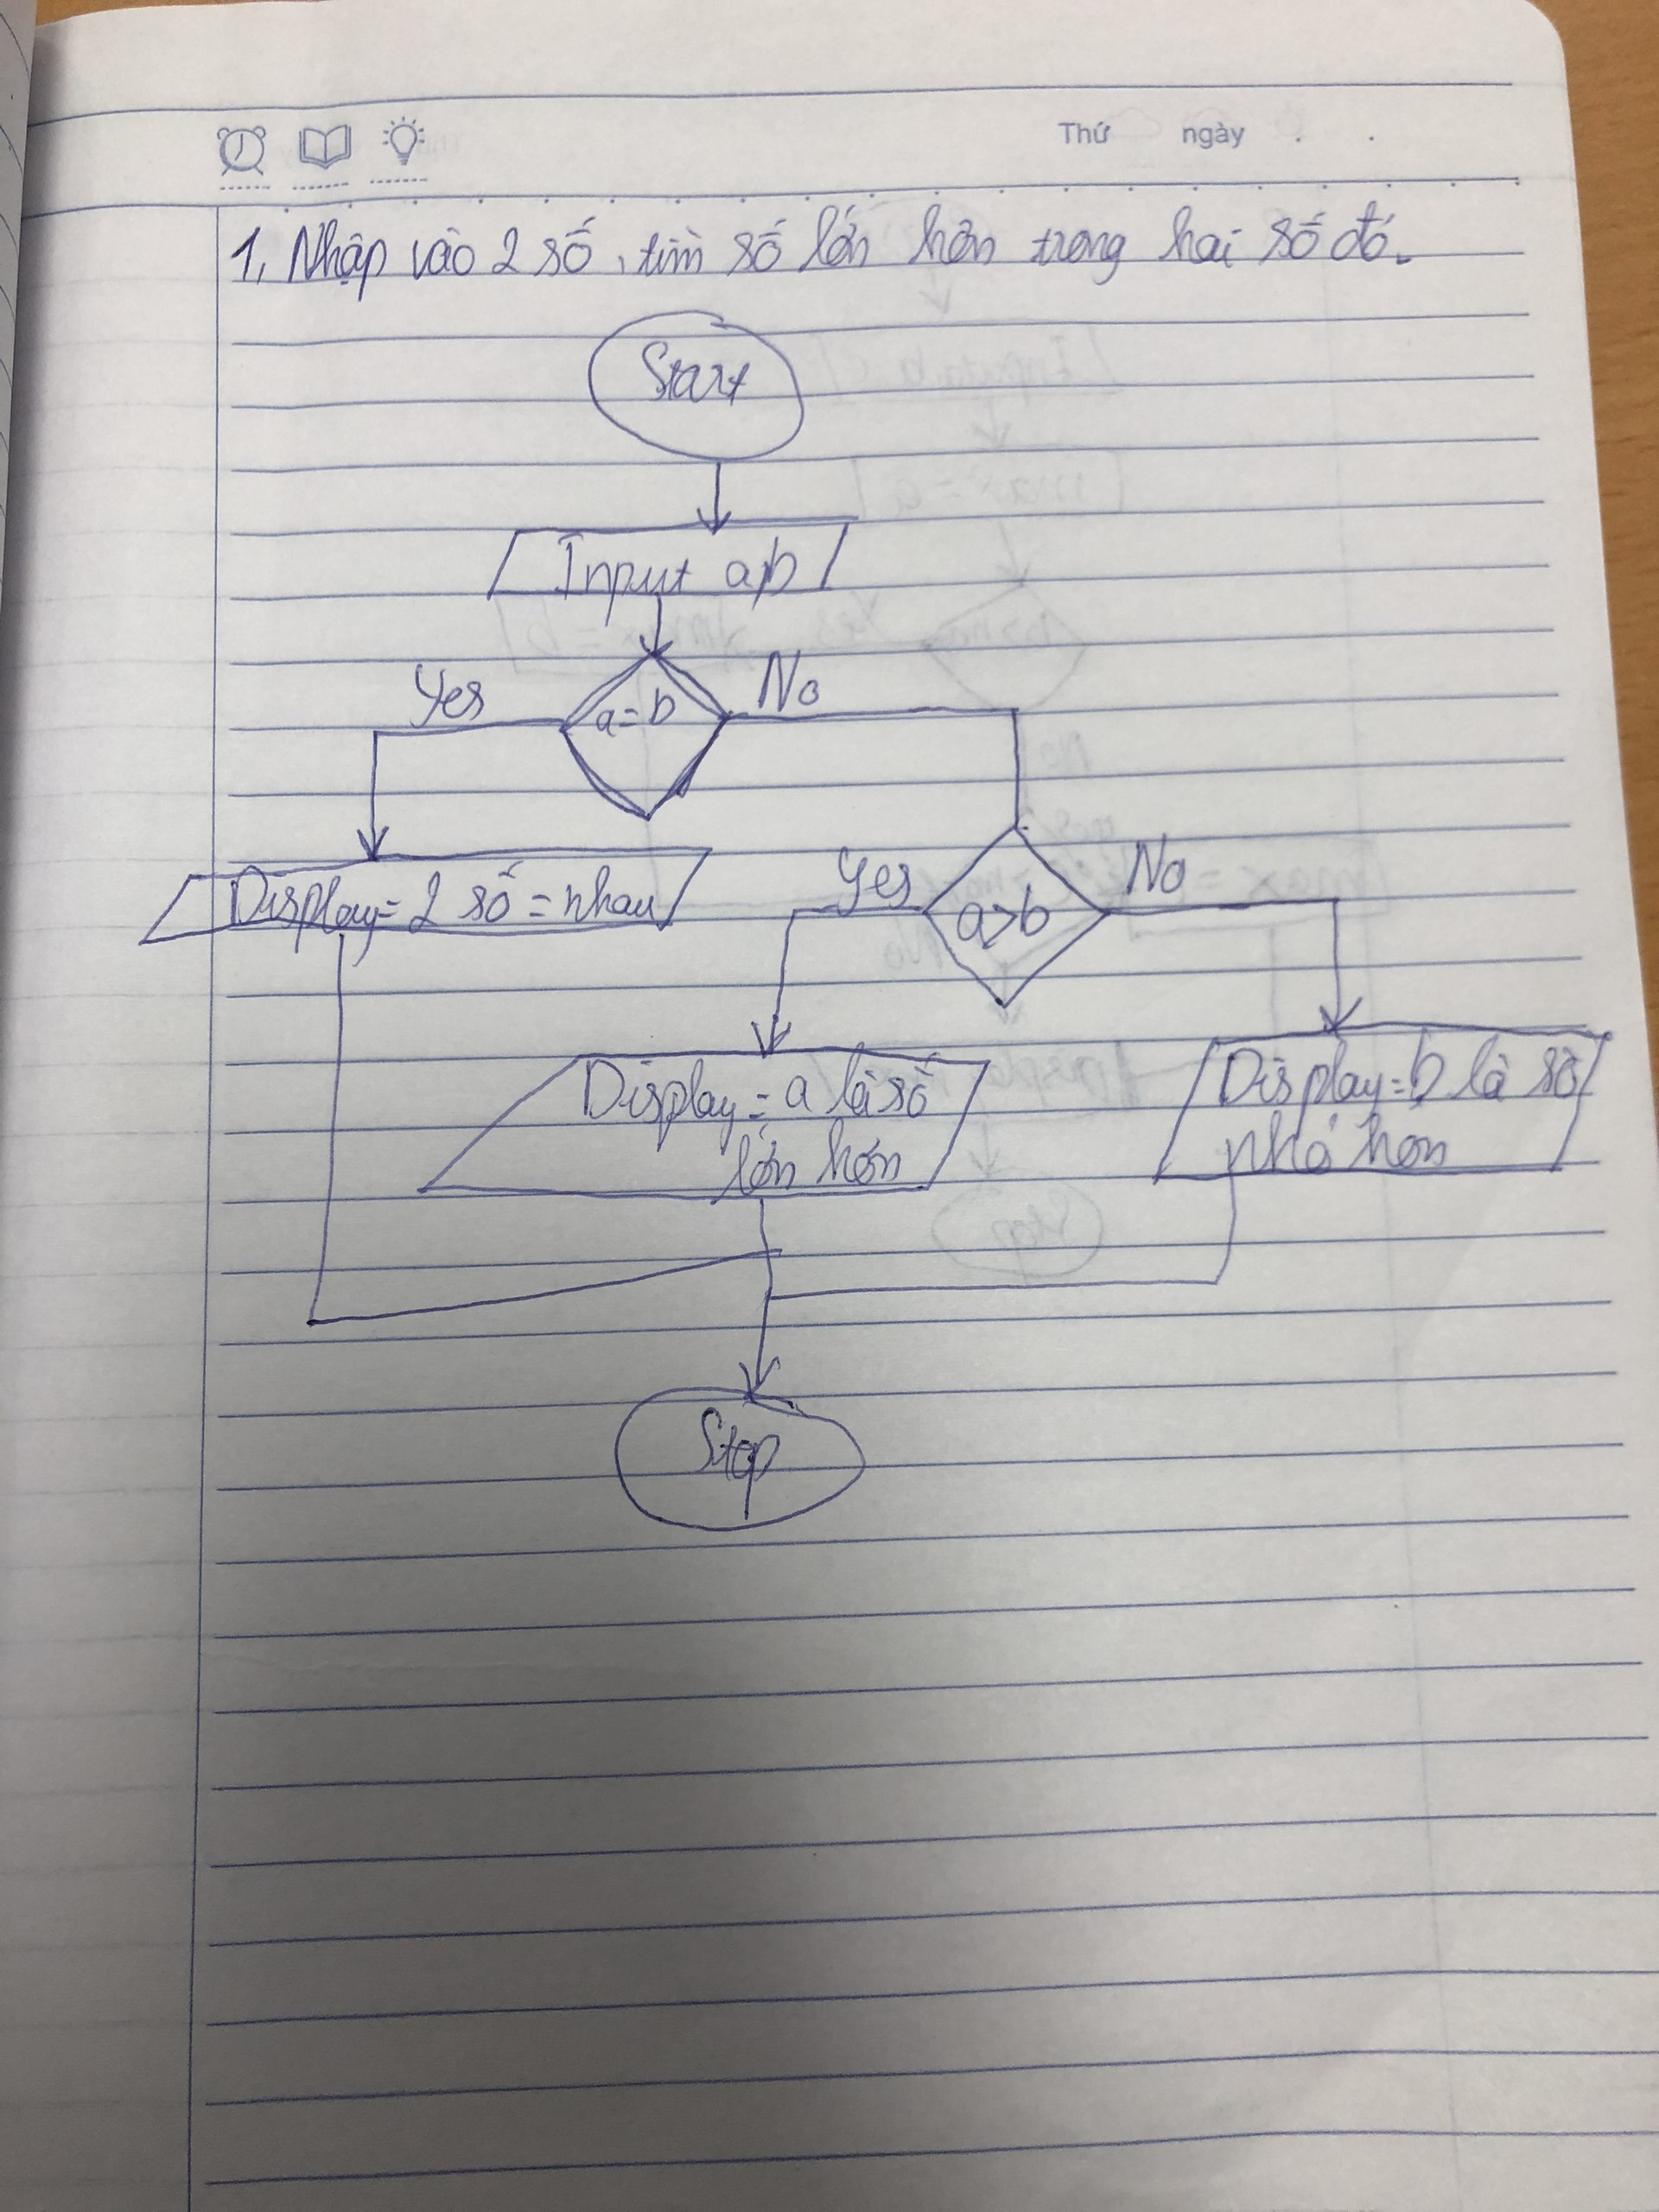 Thứ ngày . .
1, Nhập vào 2 số, tìm số lớn hơn trong hai số đó.
Start
Input a,b
Yes
a=b
No
Display= 2 số = nhau
Yes
a>b
No
Display= a là số
lớn hơn
Display= b là số
nhỏ hơn
Stop